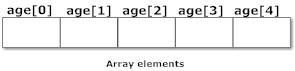 age[0] age[1] age[2] age[3] age[4]
Array elements